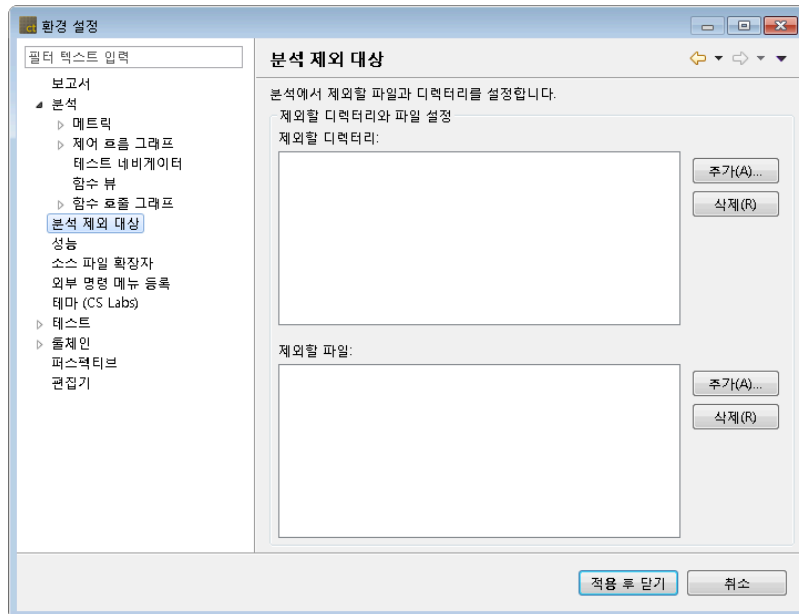 ct 환경 설정
필터 텍스트 입력
보고서
분석
메트릭
제어 흐름 그래프
테스트 네비게이터
함수 뷰
함수 호출 그래프
분석 제외 대상
성능
소스 파일 확장자
외부 명령 메뉴 등록
테마 (CS Labs)
테스트
툴체인
퍼스펙티브
편집기
분석 제외 대상
분석에서 제외할 파일과 디렉터리를 설정합니다.
제외할 디렉터리와 파일 설정
제외할 디렉터리:
추가(A)...
삭제(R)
제외할 파일:
추가(A)...
삭제(R)
적용 후 닫기
취소